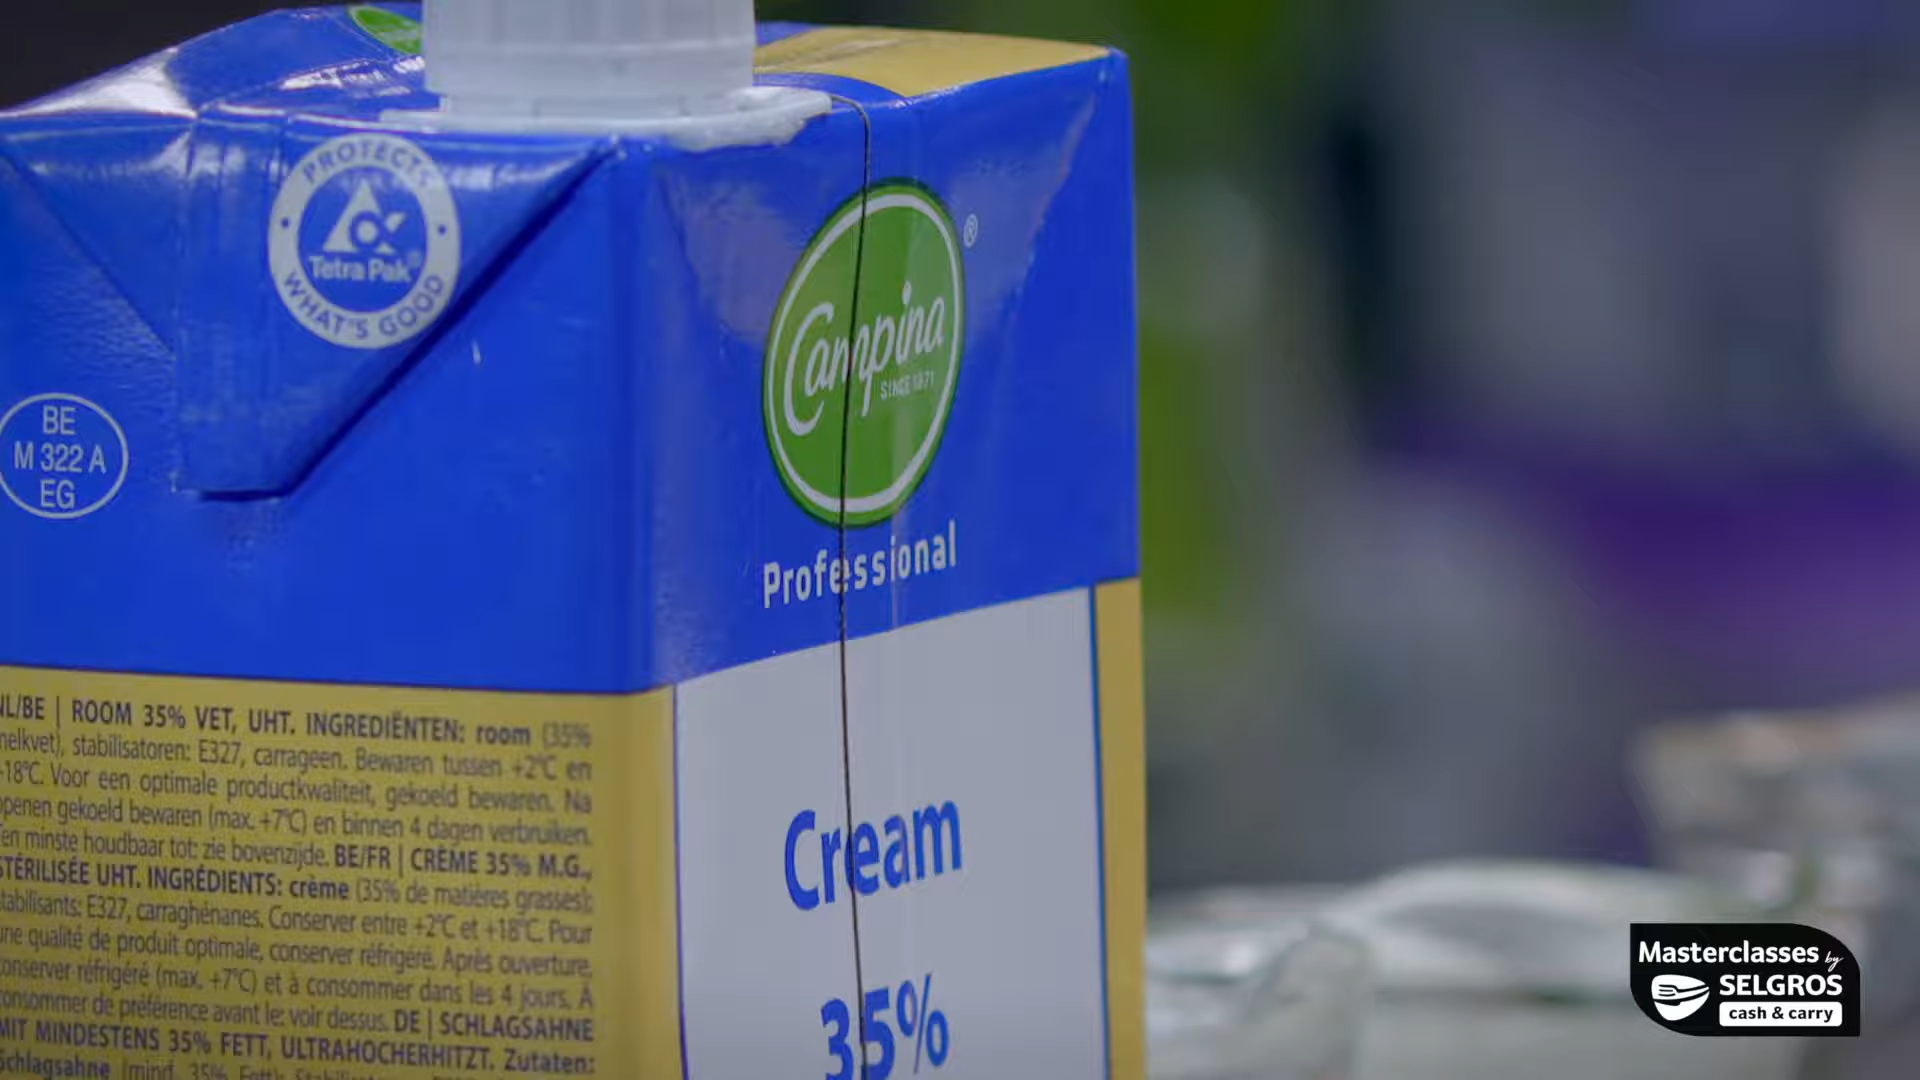 PROTECTS
Tetra Pak®
WHAT'S GOOD
BE
M 322 A
EG
Campina
SINCE 1871
®
Professional
Cream
35%
NL/BE | ROOM 35% VET, UHT. INGREDIËNTEN: room (35%
melkvet), stabilisatoren: E327, carrageen. Bewaren tussen +2°C en
+18°C. Voor een optimale productkwaliteit, gekoeld bewaren. Na
openen gekoeld bewaren (max. +7°C) en binnen 4 dagen verbruiken.
Ten minste houdbaar tot: zie bovenzijde. BE/FR | CRÈME 35% M.G.,
STÉRILISÉE UHT. INGRÉDIENTS: crème (35% de matières grasses),
stabilisants: E327, carraghénanes. Conserver entre +2°C et +18°C. Pour
une qualité de produit optimale, conserver réfrigéré. Après ouverture,
conserver réfrigéré (max. +7°C) et à consommer dans les 4 jours. À
consommer de préférence avant le: voir dessus. DE | SCHLAGSAHNE
MIT MINDESTENS 35% FETT, ULTRAHOCHERHITZT. Zutaten:
Schlagsahne (mind. 35% Fett),
Masterclasses by
SELGROS
cash & carry